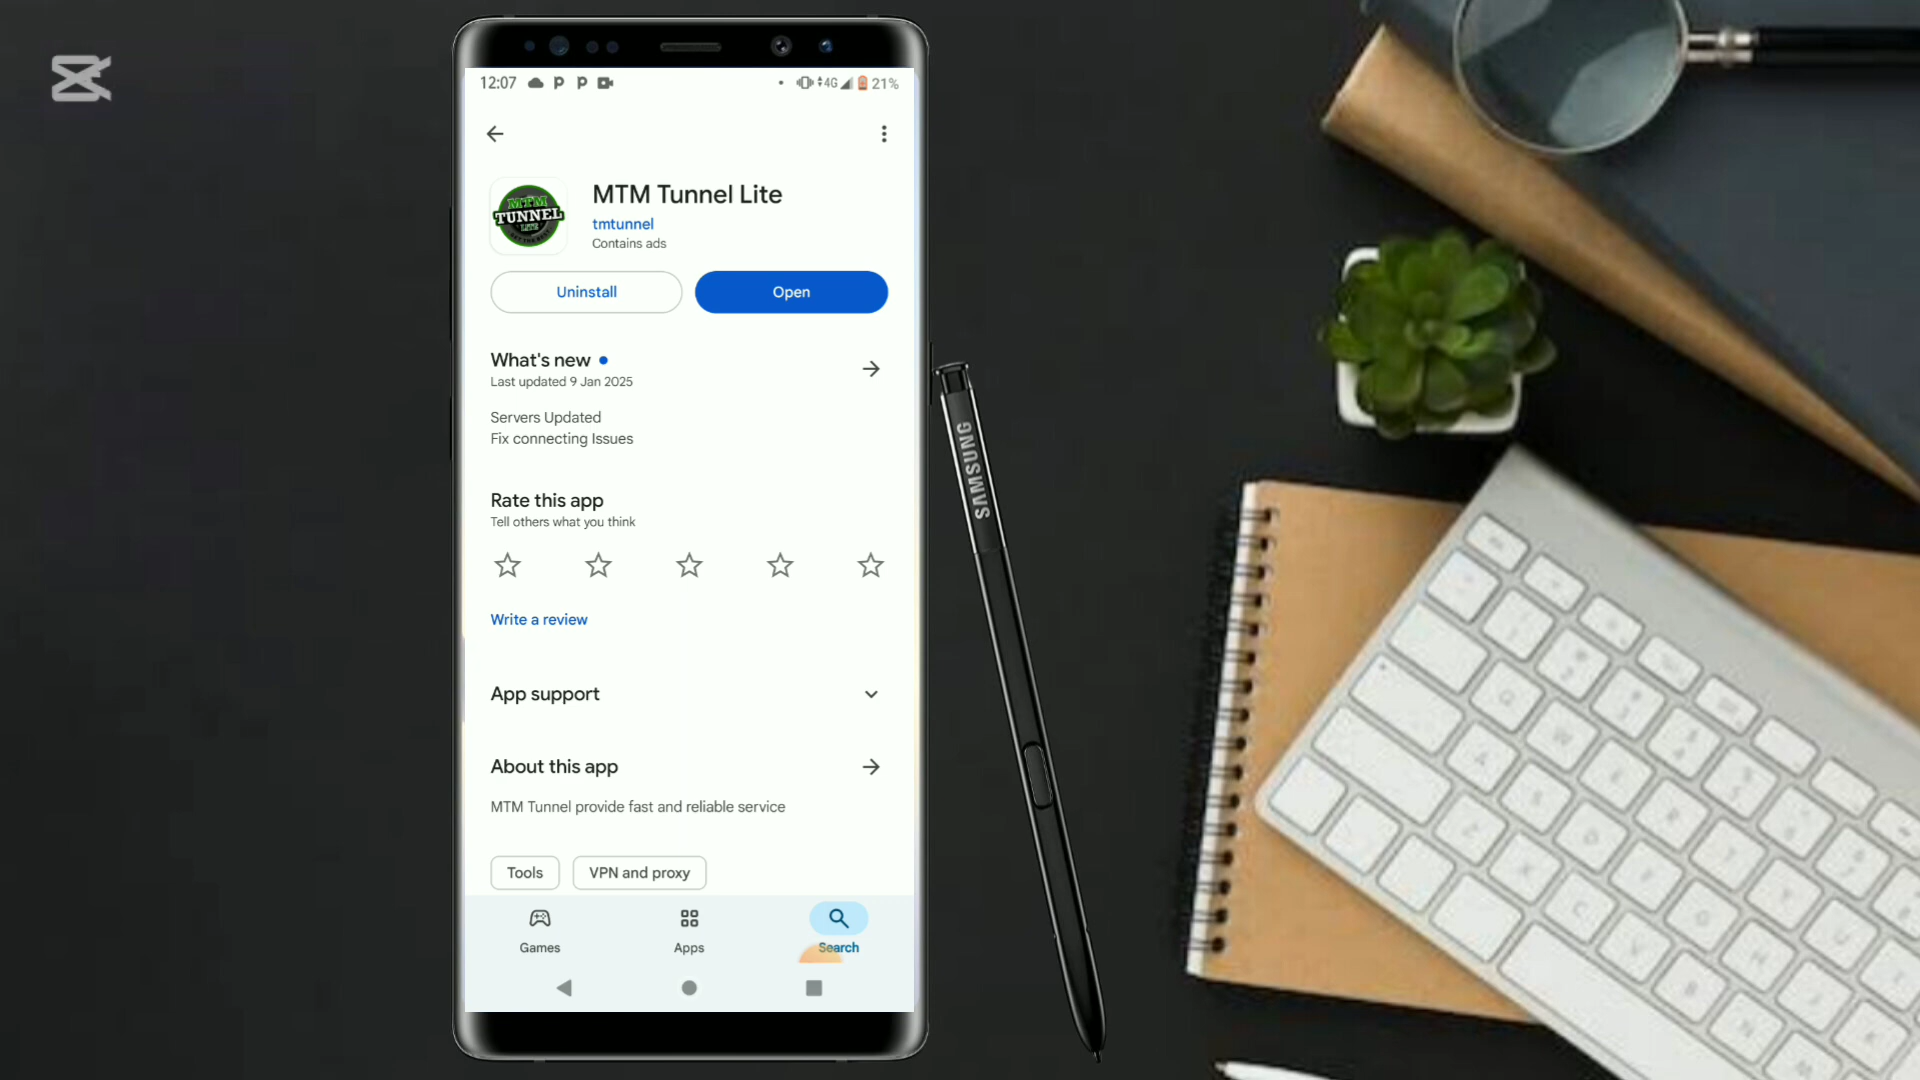 12:07 P P 4G 21%
MTM
TUNNEL
LITE
MTM Tunnel Lite
tmtunnel
Contains ads
Uninstall
Open
What's new
Last updated 9 Jan 2025
Servers Updated
Fix connecting Issues
Rate this app
Tell others what you think
Write a review
App support
About this app
MTM Tunnel provide fast and reliable service
Tools
VPN and proxy
Games
Apps
Search
SAMSUNG